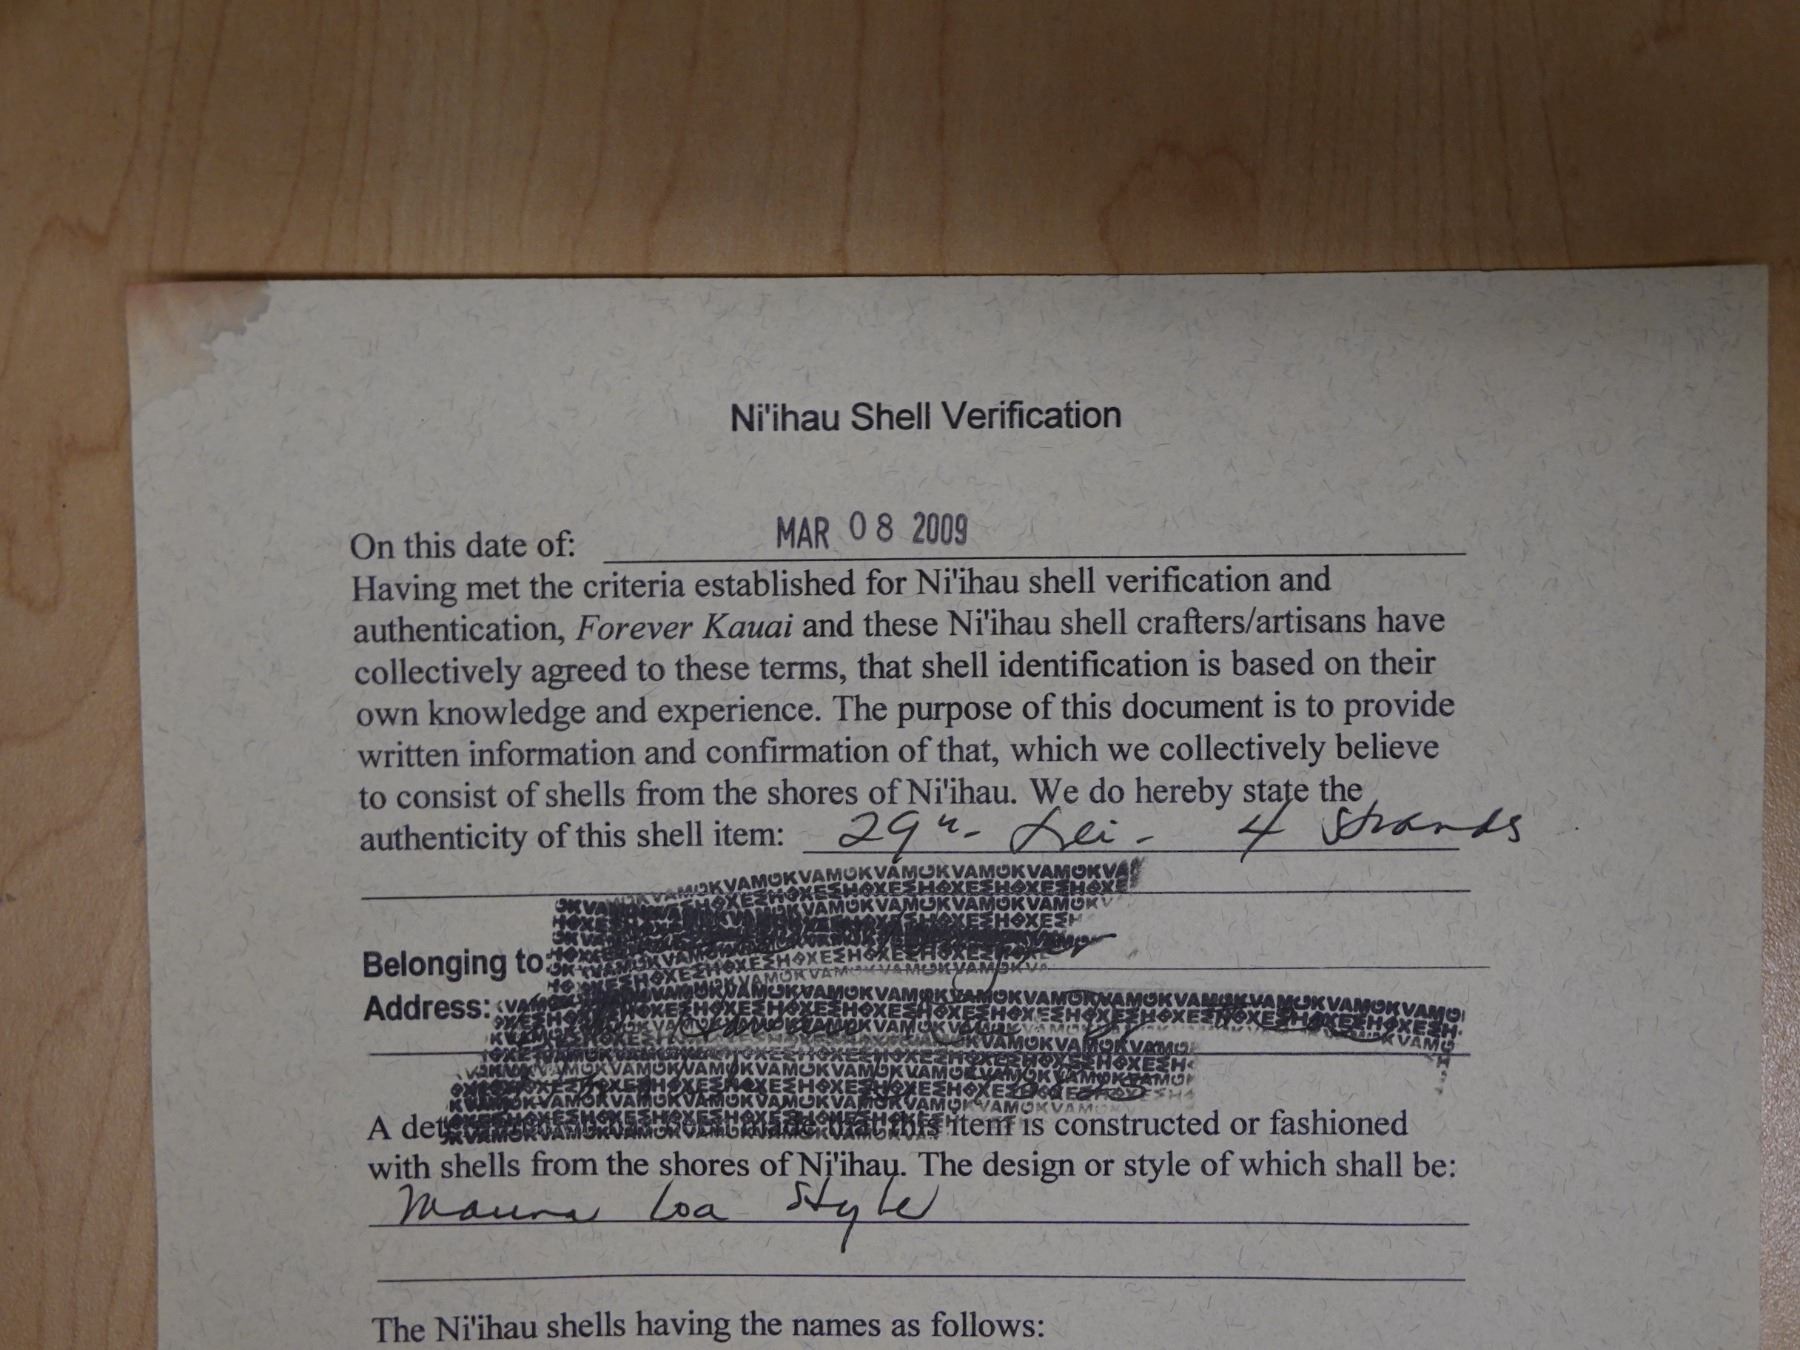 Ni'ihau Shell Verification
On this date of: MAR 08 2009
Having met the criteria established for Ni'ihau shell verification and
authentication, Forever Kauai and these Ni'ihau shell crafters/artisans have
collectively agreed to these terms, that shell identification is based on their
own knowledge and experience. The purpose of this document is to provide
written information and confirmation of that, which we collectively believe
to consist of shells from the shores of Ni'ihau. We do hereby state the
authenticity of this shell item: 29"- Lei - 4 Strands
Belonging to:
Address:
A made that this item is constructed or fashioned
with shells from the shores of Ni'ihau. The design or style of which shall be:
Mauna Loa Style
The Ni'ihau shells having the names as follows: